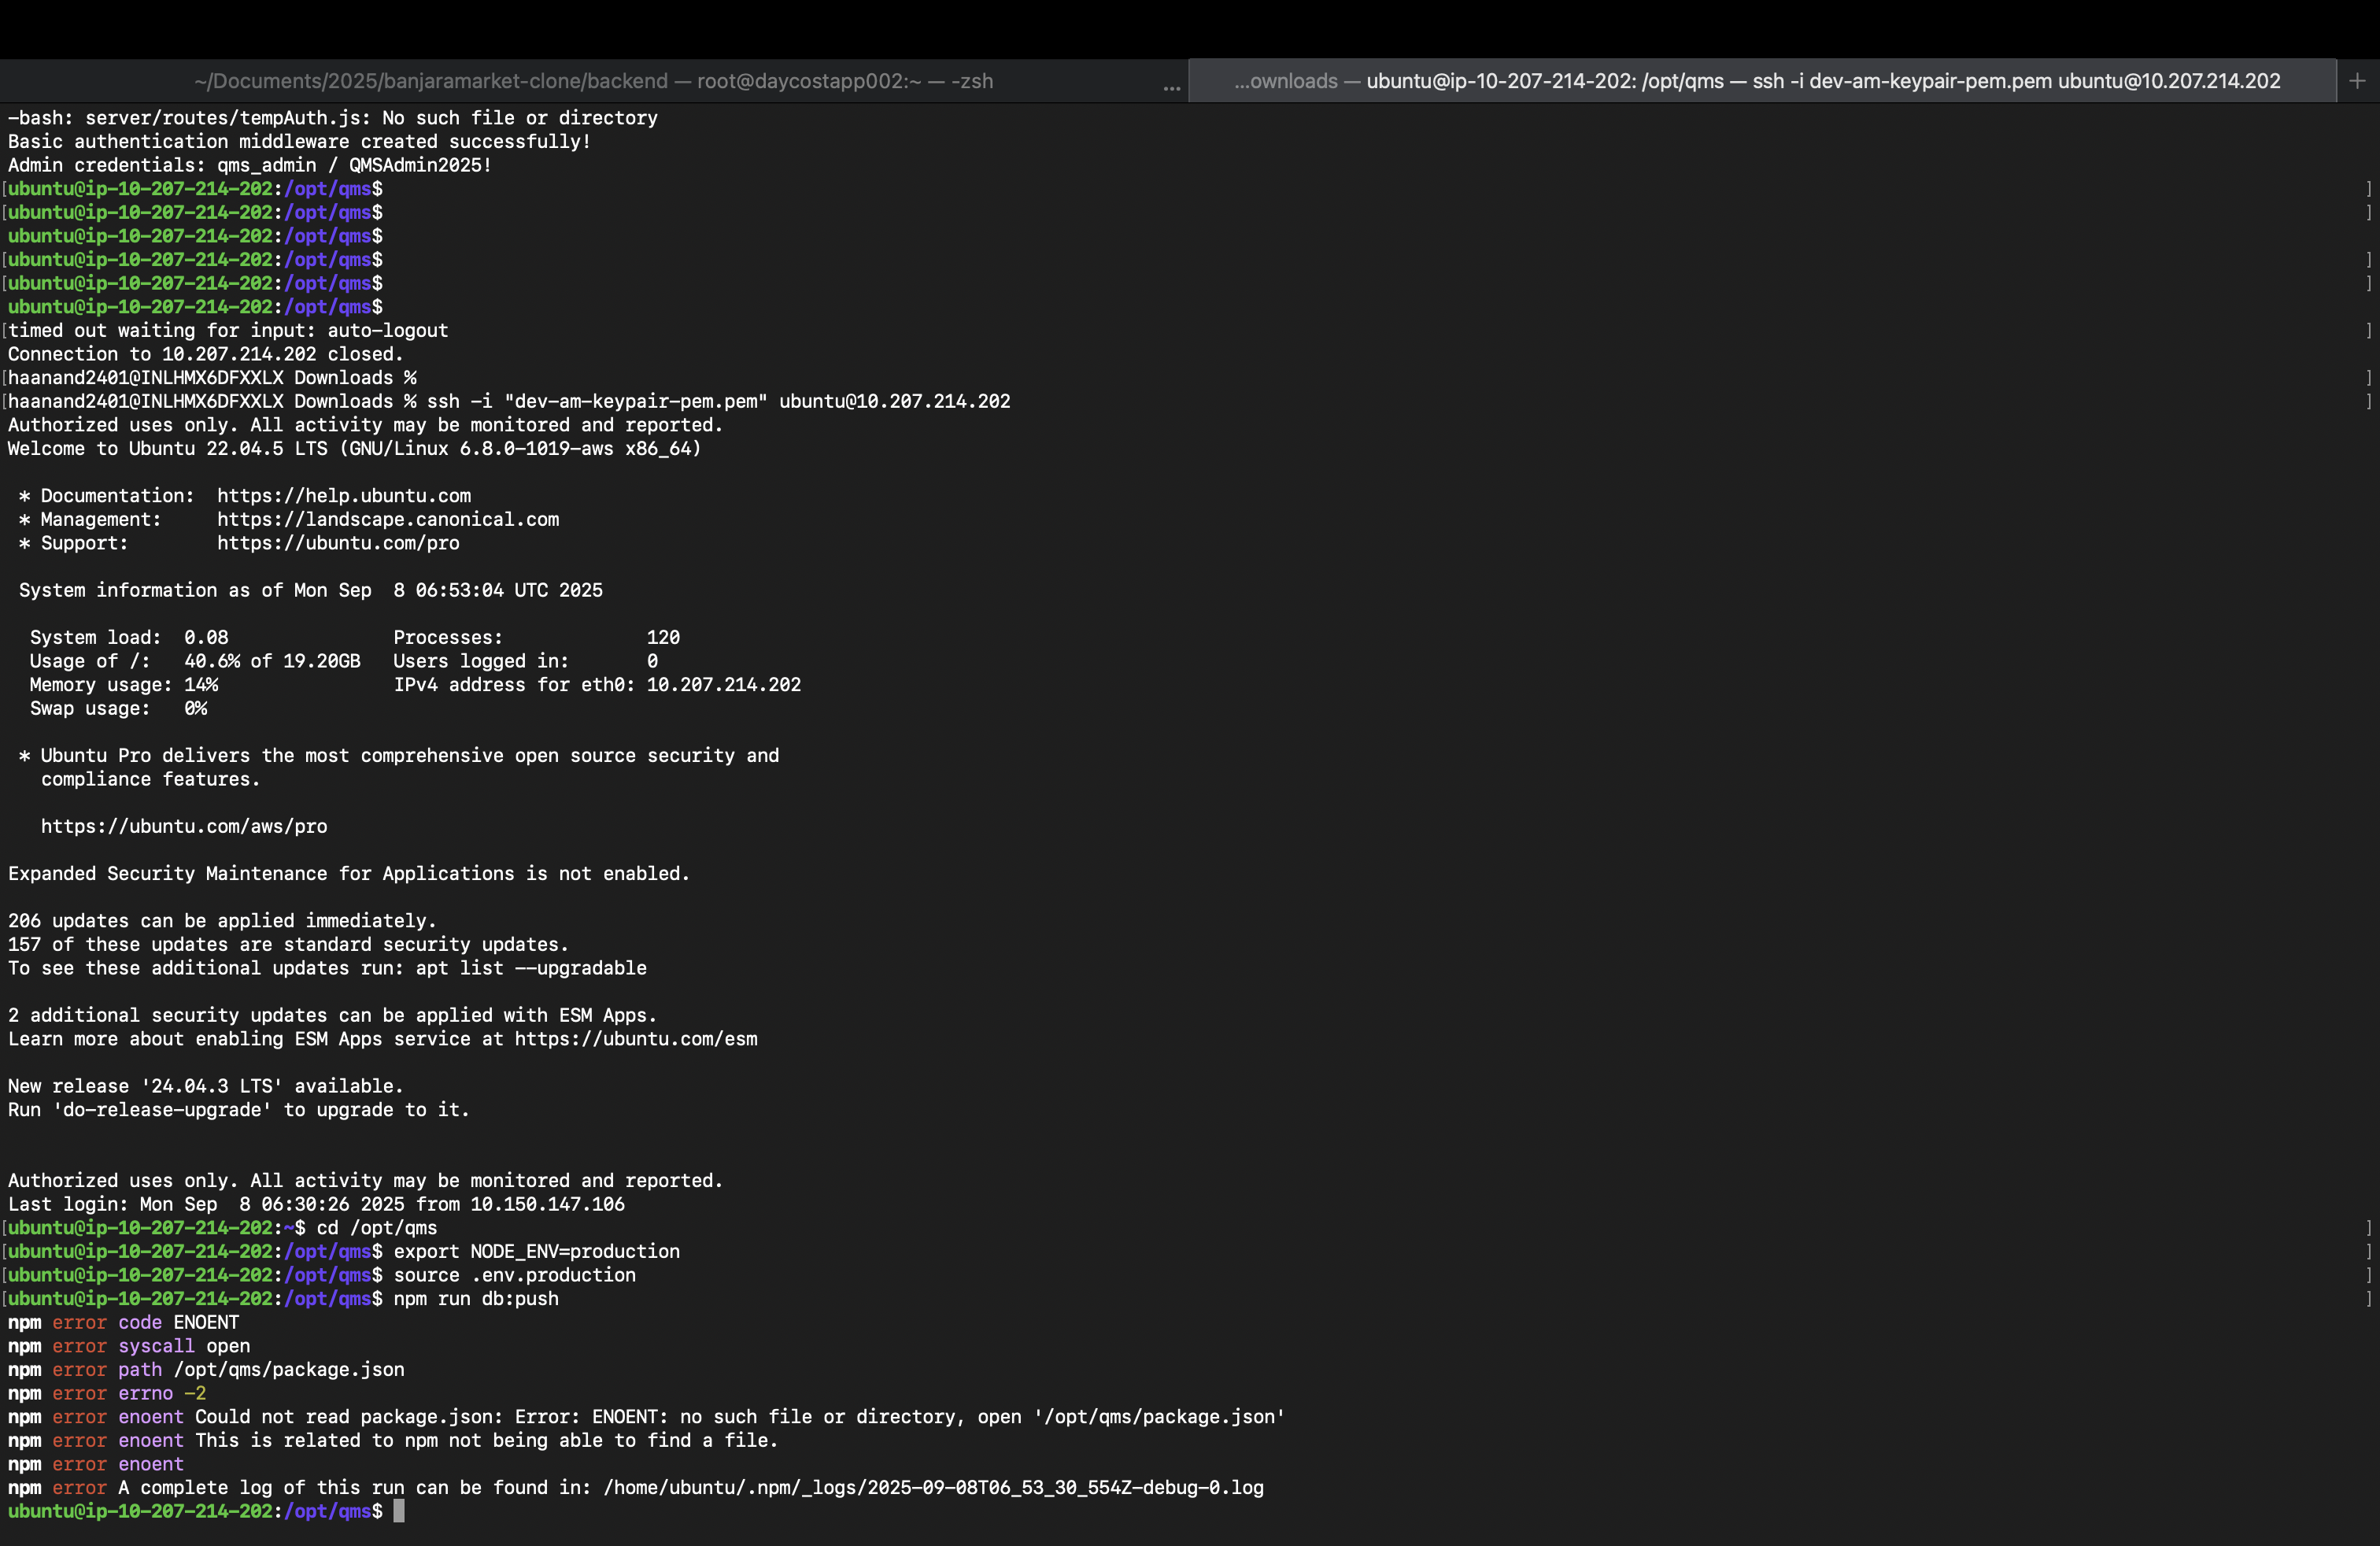 ~/Documents/2025/banjaramarket-clone/backend — root@daycostapp002:~ — -zsh
...
...ownloads — ubuntu@ip-10-207-214-202: /opt/qms — ssh -i dev-am-keypair-pem.pem ubuntu@10.207.214.202
+
-bash: server/routes/tempAuth.js: No such file or directory
Basic authentication middleware created successfully!
Admin credentials: qms_admin / QMSAdmin2025!
[ubuntu@ip-10-207-214-202:/opt/qms$ ]
[ubuntu@ip-10-207-214-202:/opt/qms$ ]
ubuntu@ip-10-207-214-202:/opt/qms$
[ubuntu@ip-10-207-214-202:/opt/qms$ ]
[ubuntu@ip-10-207-214-202:/opt/qms$ ]
ubuntu@ip-10-207-214-202:/opt/qms$
[timed out waiting for input: auto-logout ]
Connection to 10.207.214.202 closed.
[haanand2401@INLHMX6DFXXLX Downloads % ]
[haanand2401@INLHMX6DFXXLX Downloads % ssh -i "dev-am-keypair-pem.pem" ubuntu@10.207.214.202 ]
Authorized uses only. All activity may be monitored and reported.
Welcome to Ubuntu 22.04.5 LTS (GNU/Linux 6.8.0-1019-aws x86_64)
* Documentation: https://help.ubuntu.com
* Management: https://landscape.canonical.com
* Support: https://ubuntu.com/pro
System information as of Mon Sep 8 06:53:04 UTC 2025
System load: 0.08 Processes: 120
Usage of /: 40.6% of 19.20GB Users logged in: 0
Memory usage: 14% IPv4 address for eth0: 10.207.214.202
Swap usage: 0%
* Ubuntu Pro delivers the most comprehensive open source security and
compliance features.
https://ubuntu.com/aws/pro
Expanded Security Maintenance for Applications is not enabled.
206 updates can be applied immediately.
157 of these updates are standard security updates.
To see these additional updates run: apt list --upgradable
2 additional security updates can be applied with ESM Apps.
Learn more about enabling ESM Apps service at https://ubuntu.com/esm
New release '24.04.3 LTS' available.
Run 'do-release-upgrade' to upgrade to it.
Authorized uses only. All activity may be monitored and reported.
Last login: Mon Sep 8 06:30:26 2025 from 10.150.147.106
[ubuntu@ip-10-207-214-202:~$ cd /opt/qms ]
[ubuntu@ip-10-207-214-202:/opt/qms$ export NODE_ENV=production ]
[ubuntu@ip-10-207-214-202:/opt/qms$ source .env.production ]
[ubuntu@ip-10-207-214-202:/opt/qms$ npm run db:push ]
npm error code ENOENT
npm error syscall open
npm error path /opt/qms/package.json
npm error errno -2
npm error enoent Could not read package.json: Error: ENOENT: no such file or directory, open '/opt/qms/package.json'
npm error enoent This is related to npm not being able to find a file.
npm error enoent
npm error A complete log of this run can be found in: /home/ubuntu/.npm/_logs/2025-09-08T06_53_30_554Z-debug-0.log
ubuntu@ip-10-207-214-202:/opt/qms$